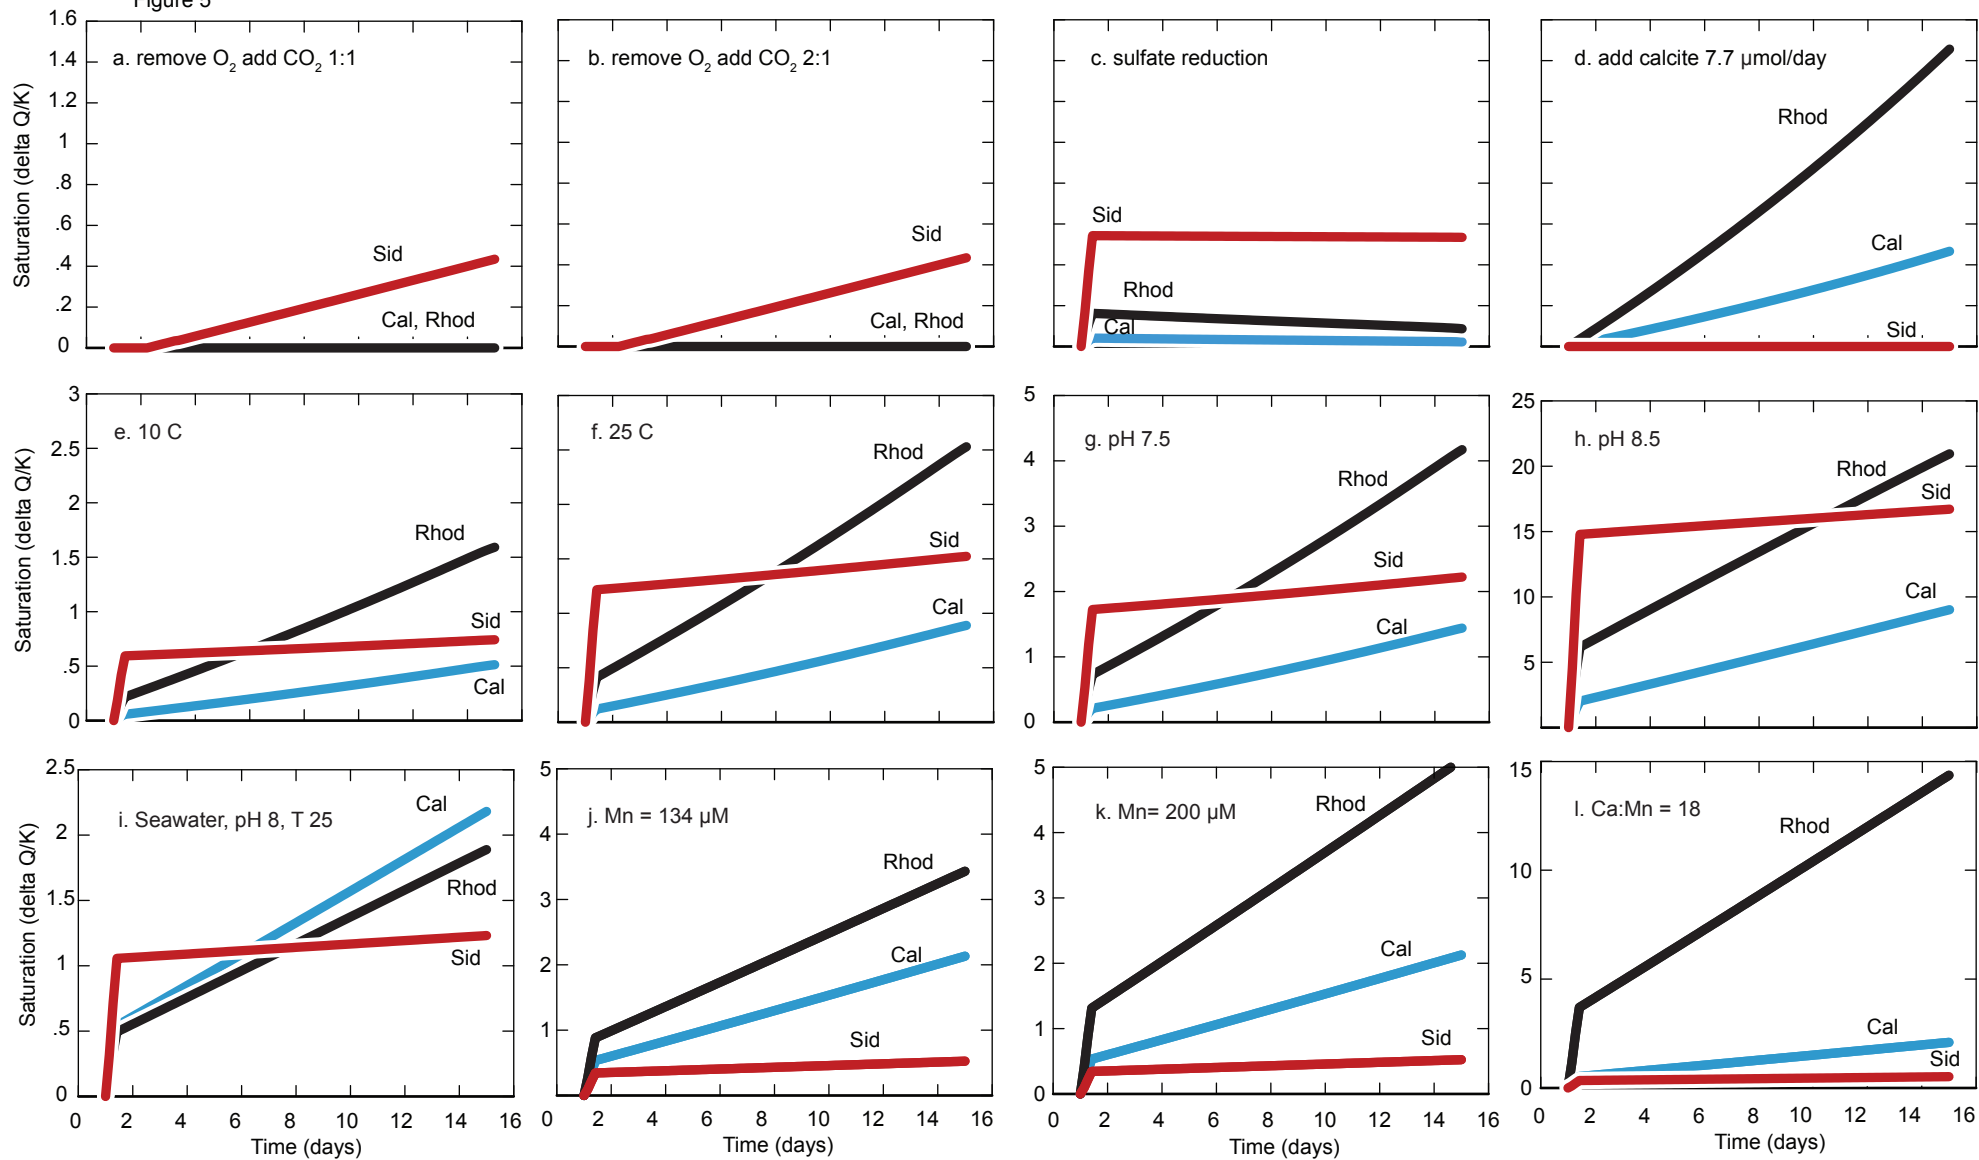 Figure 5
Saturation (delta Q/K)
1.6
1.4
1.2
1
.8
.6
.4
.2
0
a. remove O2 add CO2 1:1
Sid
Cal, Rhod
b. remove O2 add CO2 2:1
Sid
Cal, Rhod
c. sulfate reduction
Sid
Rhod
Cal
d. add calcite 7.7 µmol/day
Rhod
Cal
Sid
Saturation (delta Q/K)
3
2.5
2
1.5
1
.5
0
e. 10 C
Rhod
Sid
Cal
f. 25 C
Rhod
Sid
Cal
5
4
3
2
1
0
g. pH 7.5
Rhod
Sid
Cal
25
20
15
10
5
h. pH 8.5
Rhod
Sid
Cal
Saturation (delta Q/K)
2.5
2
1.5
1
.5
0
i. Seawater, pH 8, T 25
Cal
Rhod
Sid
0 2 4 6 8 10 12 14 16
Time (days)
5
4
3
2
1
j. Mn = 134 µM
Rhod
Cal
Sid
0 2 4 6 8 10 12 14 16
Time (days)
5
4
3
2
1
0
k. Mn= 200 µM
Rhod
Cal
Sid
0 2 4 6 8 10 12 14 16
Time (days)
15
10
5
0
l. Ca:Mn = 18
Rhod
Cal
Sid
0 2 4 6 8 10 12 14 16
Time (days)